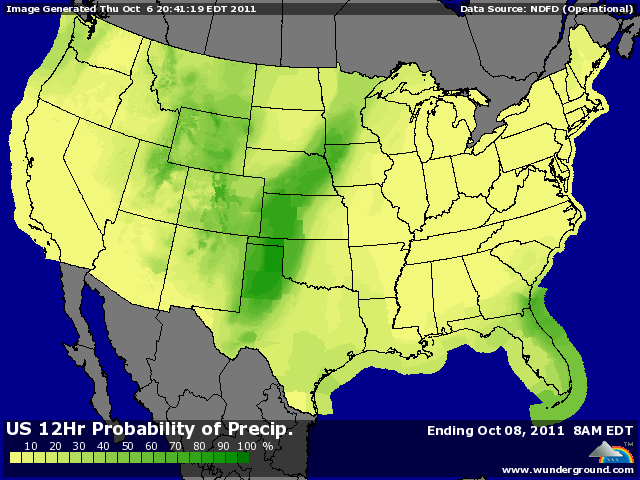 Image Generated Thu Oct  6 20:41:19 EDT 2011
Data Source: NDFD (Operational)
US 12Hr Probability of Precip.
10 20 30 40 50 60 70 80 90 100 %
Ending Oct 08, 2011  8AM EDT
TM
www.wunderground.com